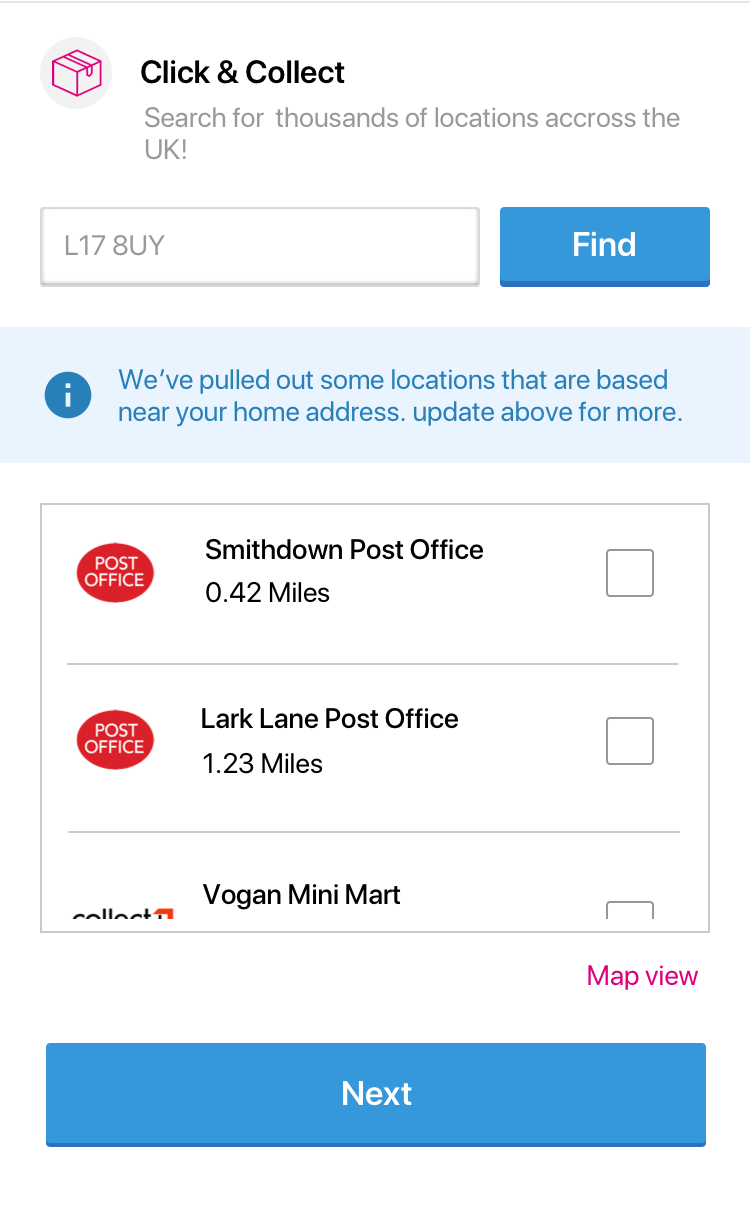 Click & Collect
Search for  thousands of locations accross the
UK!
L17 8UY
Find
i
We’ve pulled out some locations that are based
near your home address. update above for more.
POST
OFFICE
Smithdown Post Office
0.42 Miles
POST
OFFICE
Lark Lane Post Office
1.23 Miles
Vogan Mini Mart
collect+
Map view
Next